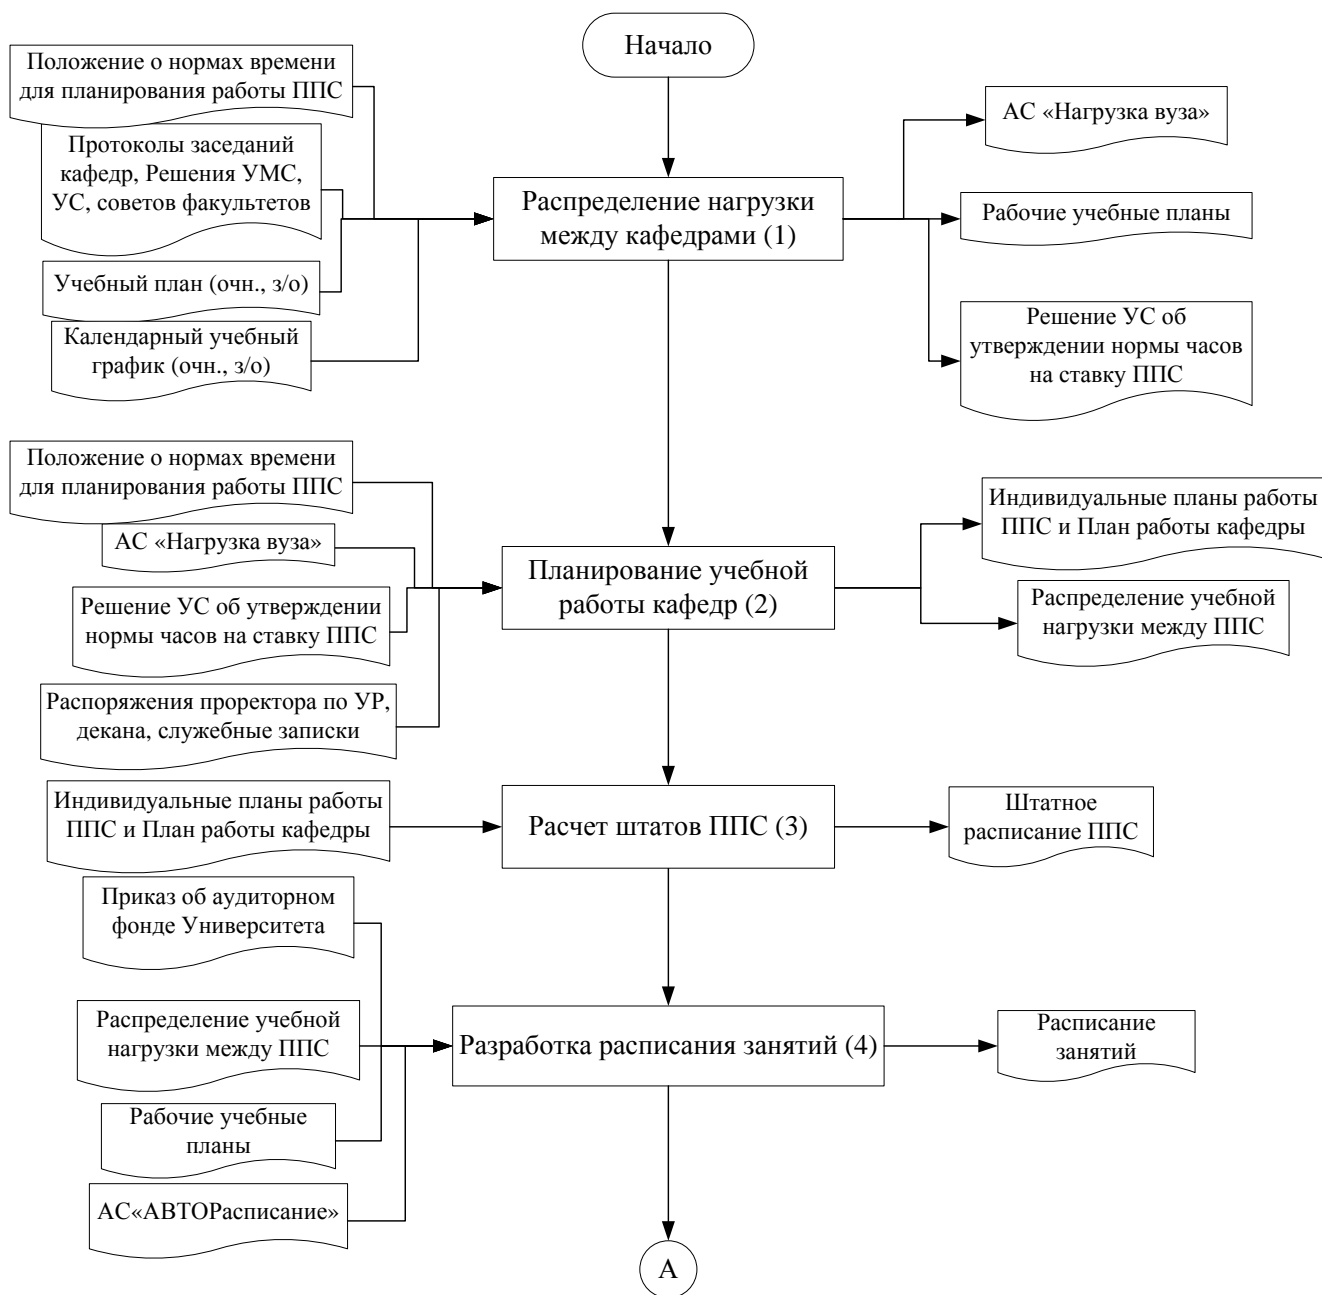 Начало
Положение о нормах времени
для планирования работы ППС
Протоколы заседаний
кафедр, Решения УМС,
УС, советов факультетов
Учебный план (очн., з/о)
Календарный учебный
график (очн., з/о)
Распределение нагрузки
между кафедрами (1)
АС «Нагрузка вуза»
Рабочие учебные планы
Решение УС об
утверждении нормы часов
на ставку ППС
Положение о нормах времени
для планирования работы ППС
АС «Нагрузка вуза»
Решение УС об утверждении
нормы часов на ставку ППС
Распоряжения проректора по УР,
декана, служебные записки
Планирование учебной
работы кафедр (2)
Индивидуальные планы работы
ППС и План работы кафедры
Распределение учебной
нагрузки между ППС
Индивидуальные планы работы
ППС и План работы кафедры
Расчет штатов ППС (3)
Штатное
расписание ППС
Приказ об аудиторном
фонде Университета
Распределение учебной
нагрузки между ППС
Рабочие учебные
планы
АС«АВТОРасписание»
Разработка расписания занятий (4)
Расписание
занятий
А